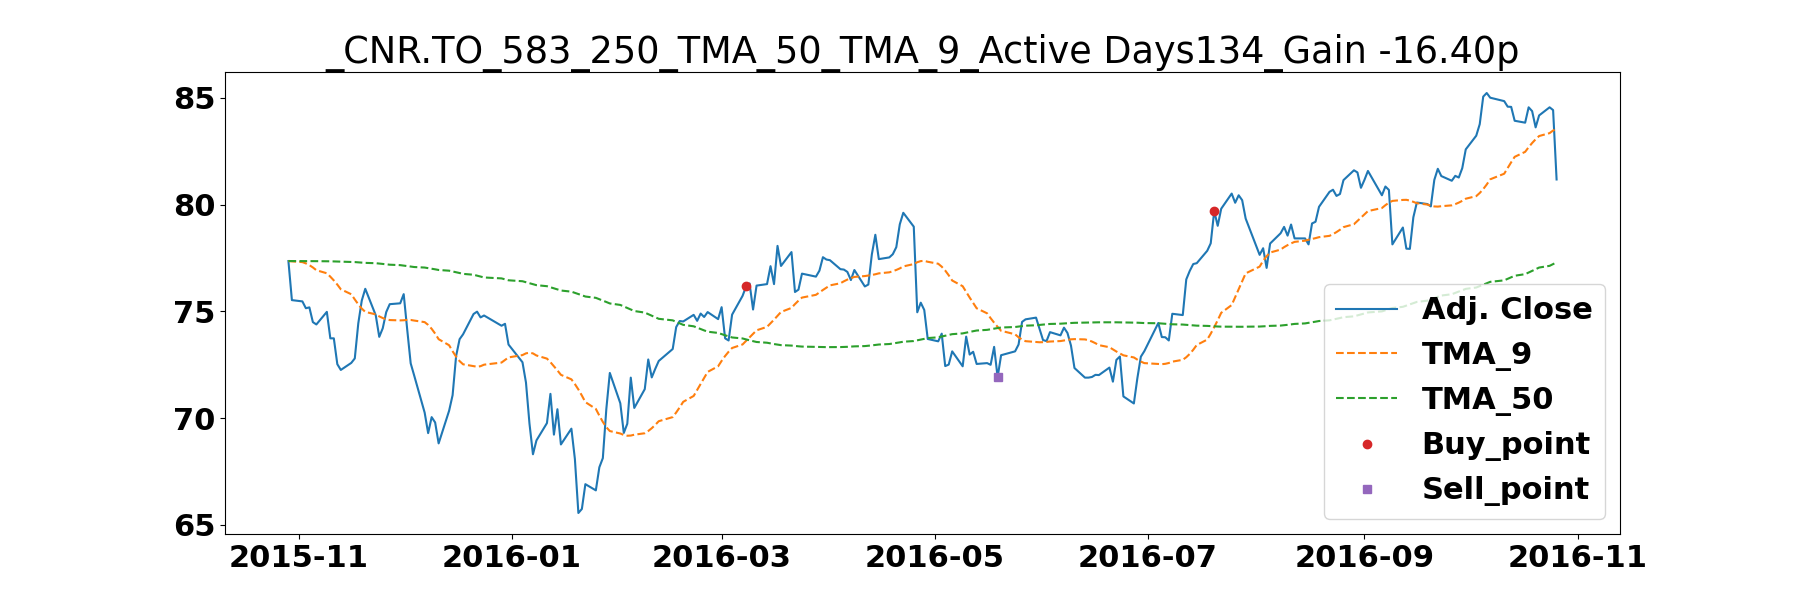 _CNR.TO_583_250_TMA_50_TMA_9_Active Days134_Gain -16.40p
85
80
75
70
65
2015-11 2016-01 2016-03 2016-05 2016-07 2016-09 2016-11
Adj. Close
TMA_9
TMA_50
Buy_point
Sell_point